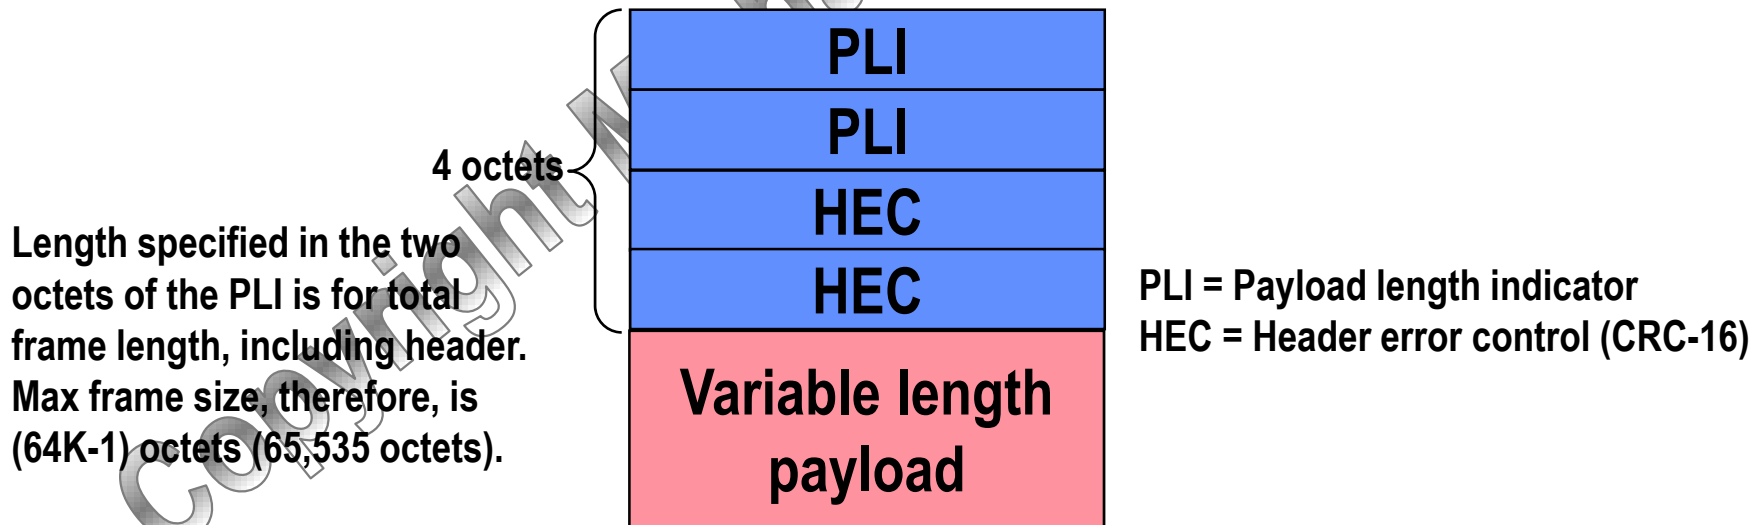 PLI
PLI
4 octets
HEC
HEC
Length specified in the two
octets of the PLI is for total
frame length, including header.
Max frame size, therefore, is
(64K-1) octets (65,535 octets).
PLI = Payload length indicator
HEC = Header error control (CRC-16)
Variable length
payload
Copyright